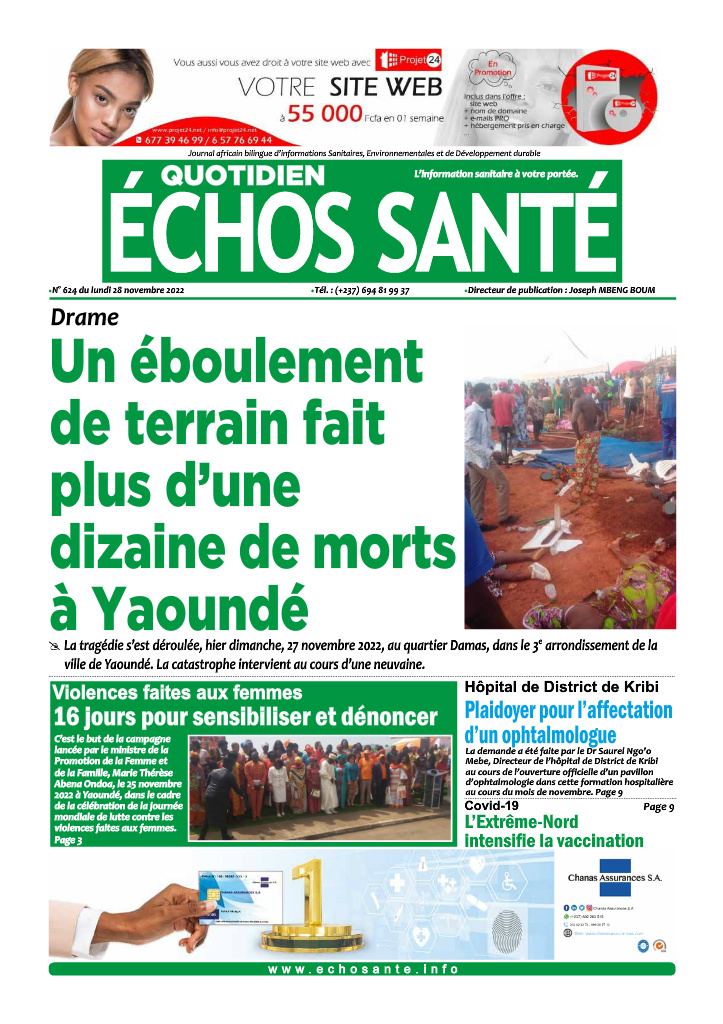 Vous aussi vous avez droit à votre site web avec Projet24
VOTRE SITE WEB
à 55 000 Fcfa en 01 semaine
www.projet24.net / info@projet24.net
677 39 46 99 / 6 57 76 69 44
En
Promotion
Inclus dans l'offre :
site web
+ nom de domaine
+ e-mails PRO
+ hébergement pris en charge
...
Projet24
Projet24
Journal africain bilingue d'informations Sanitaires, Environnementales et de Développement durable
QUOTIDIEN
L'information sanitaire à votre portée.
ÉCHOS SANTÉ
•N° 624 du lundi 28 novembre 2022
•Tél. : (+237) 694 81 99 37
•Directeur de publication : Joseph MBENG BOUM
Drame
Un éboulement
de terrain fait
plus d'une
dizaine de morts
à Yaoundé
La tragédie s'est déroulée, hier dimanche, 27 novembre 2022, au quartier Damas, dans le 3e arrondissement de la
ville de Yaoundé. La catastrophe intervient au cours d'une neuvaine.
Violences faites aux femmes
16 jours pour sensibiliser et dénoncer
C'est le but de la campagne
lancée par le ministre de la
Promotion de la Femme et
de la Famille, Marie Thérèse
Abena Ondoa, le 25 novembre
2022 à Yaoundé, dans le cadre
de la célébration de la journée
mondiale de lutte contre les
violences faites aux femmes.
Page 3
Hôpital de District de Kribi
Plaidoyer pour l'affectation
d'un ophtalmologue
La demande a été faite par le Dr Saurel Ngo'o
Mebe, Directeur de l'hôpital de District de Kribi
au cours de l'ouverture officielle d'un pavillon
d'ophtalmologie dans cette formation hospitalière
au cours du mois de novembre. Page 9
Covid-19
Page 9
L'Extrême-Nord
intensifie la vaccination
CHANAS ASSURANCES S.A.
1
Chanas Assurances S.A.
Chanas Assurances S.A
www.echosante.info